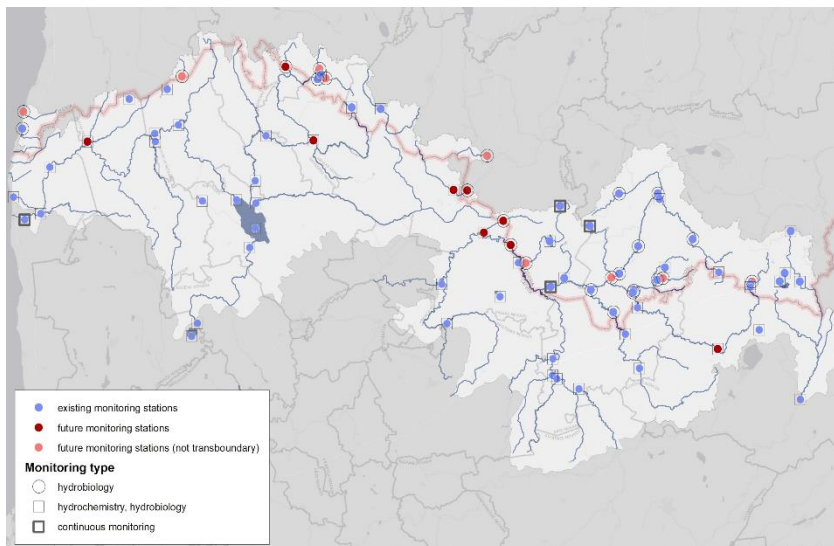 existing monitoring stations
future monitoring stations
future monitoring stations (not transboundary)
Monitoring type
hydrobiology
hydrochemistry, hydrobiology
continuous monitoring